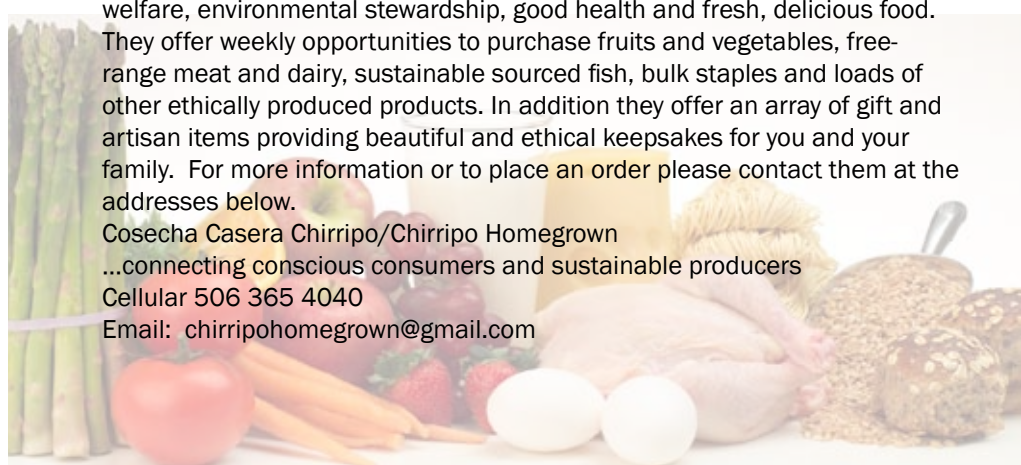 welfare, environmental stewardship, good health and fresh, delicious food.
They offer weekly opportunities to purchase fruits and vegetables, free-
range meat and dairy, sustainable sourced fish, bulk staples and loads of
other ethically produced products. In addition they offer an array of gift and
artisan items providing beautiful and ethical keepsakes for you and your
family.  For more information or to place an order please contact them at the
addresses below.
Cosecha Casera Chirripo/Chirripo Homegrown
...connecting conscious consumers and sustainable producers
Cellular 506 365 4040
Email:  chirripohomegrown@gmail.com